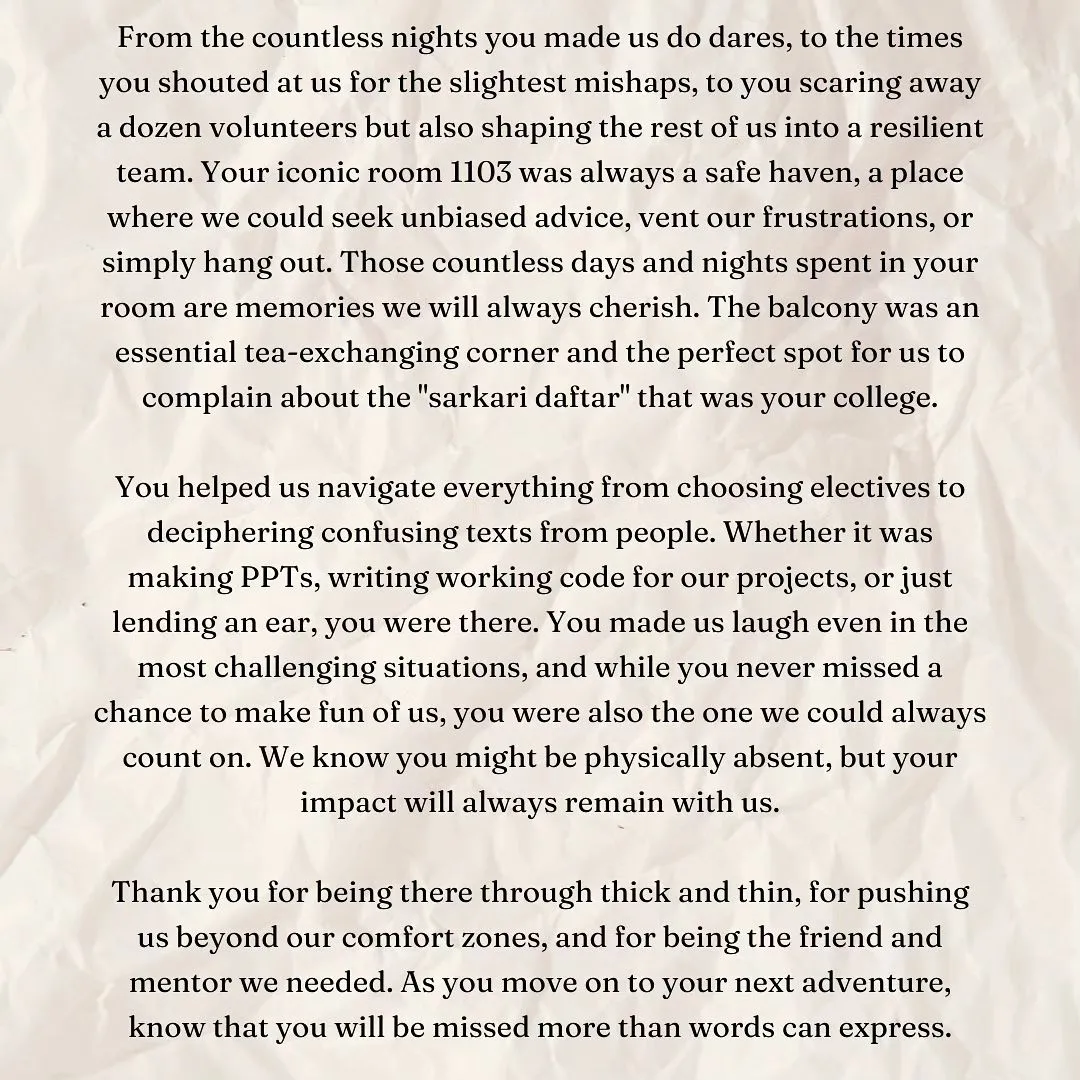 From the countless nights you made us do dares, to the times
you shouted at us for the slightest mishaps, to you scaring away
a dozen volunteers but also shaping the rest of us into a resilient
team. Your iconic room 1103 was always a safe haven, a place
where we could seek unbiased advice, vent our frustrations, or
simply hang out. Those countless days and nights spent in your
room are memories we will always cherish. The balcony was an
essential tea-exchanging corner and the perfect spot for us to
complain about the "sarkari daftar" that was your college.
You helped us navigate everything from choosing electives to
deciphering confusing texts from people. Whether it was
making PPTs, writing working code for our projects, or just
lending an ear, you were there. You made us laugh even in the
most challenging situations, and while you never missed a
chance to make fun of us, you were also the one we could always
count on. We know you might be physically absent, but your
impact will always remain with us.
Thank you for being there through thick and thin, for pushing
us beyond our comfort zones, and for being the friend and
mentor we needed. As you move on to your next adventure,
know that you will be missed more than words can express.